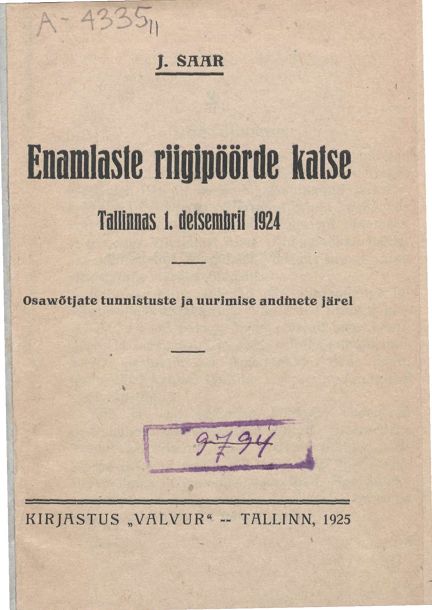 A-4335II
J. SAAR
Enamlaste riigipöörde katse
Tallinnas 1. detsembril 1924
Osawõtjate tunnistuste ja uurimise andmete järel
9794
KIRJASTUS „VALVUR“ -- TALLINN, 1925